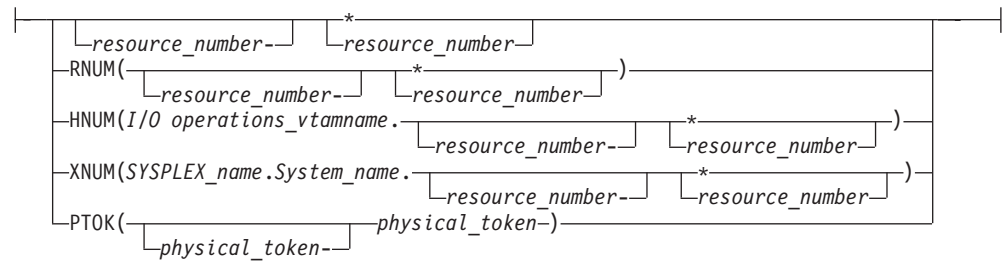 *
resource_number- resource_number
RNUM( * )
resource_number- resource_number
HNUM(I/O operations_vtamname. * )
resource_number- resource_number
XNUM(SYSPLEX_name.System_name. * )
resource_number- resource_number
PTOK( physical_token )
physical_token-